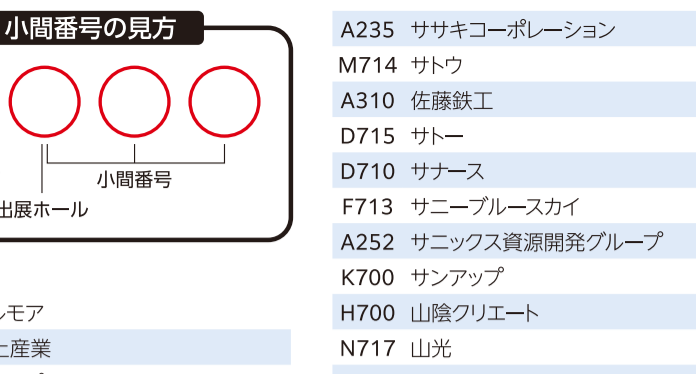 小間番号の見方
小間番号
出展ホール
モア
産業
A235 ササキコーポレーション
M714 サトウ
A310 佐藤鉄工
D715 サトー
D710 サナース
F713 サニーブルースカイ
A252 サニックス資源開発グループ
K700 サンアップ
H700 山陰クリエート
N717 山光